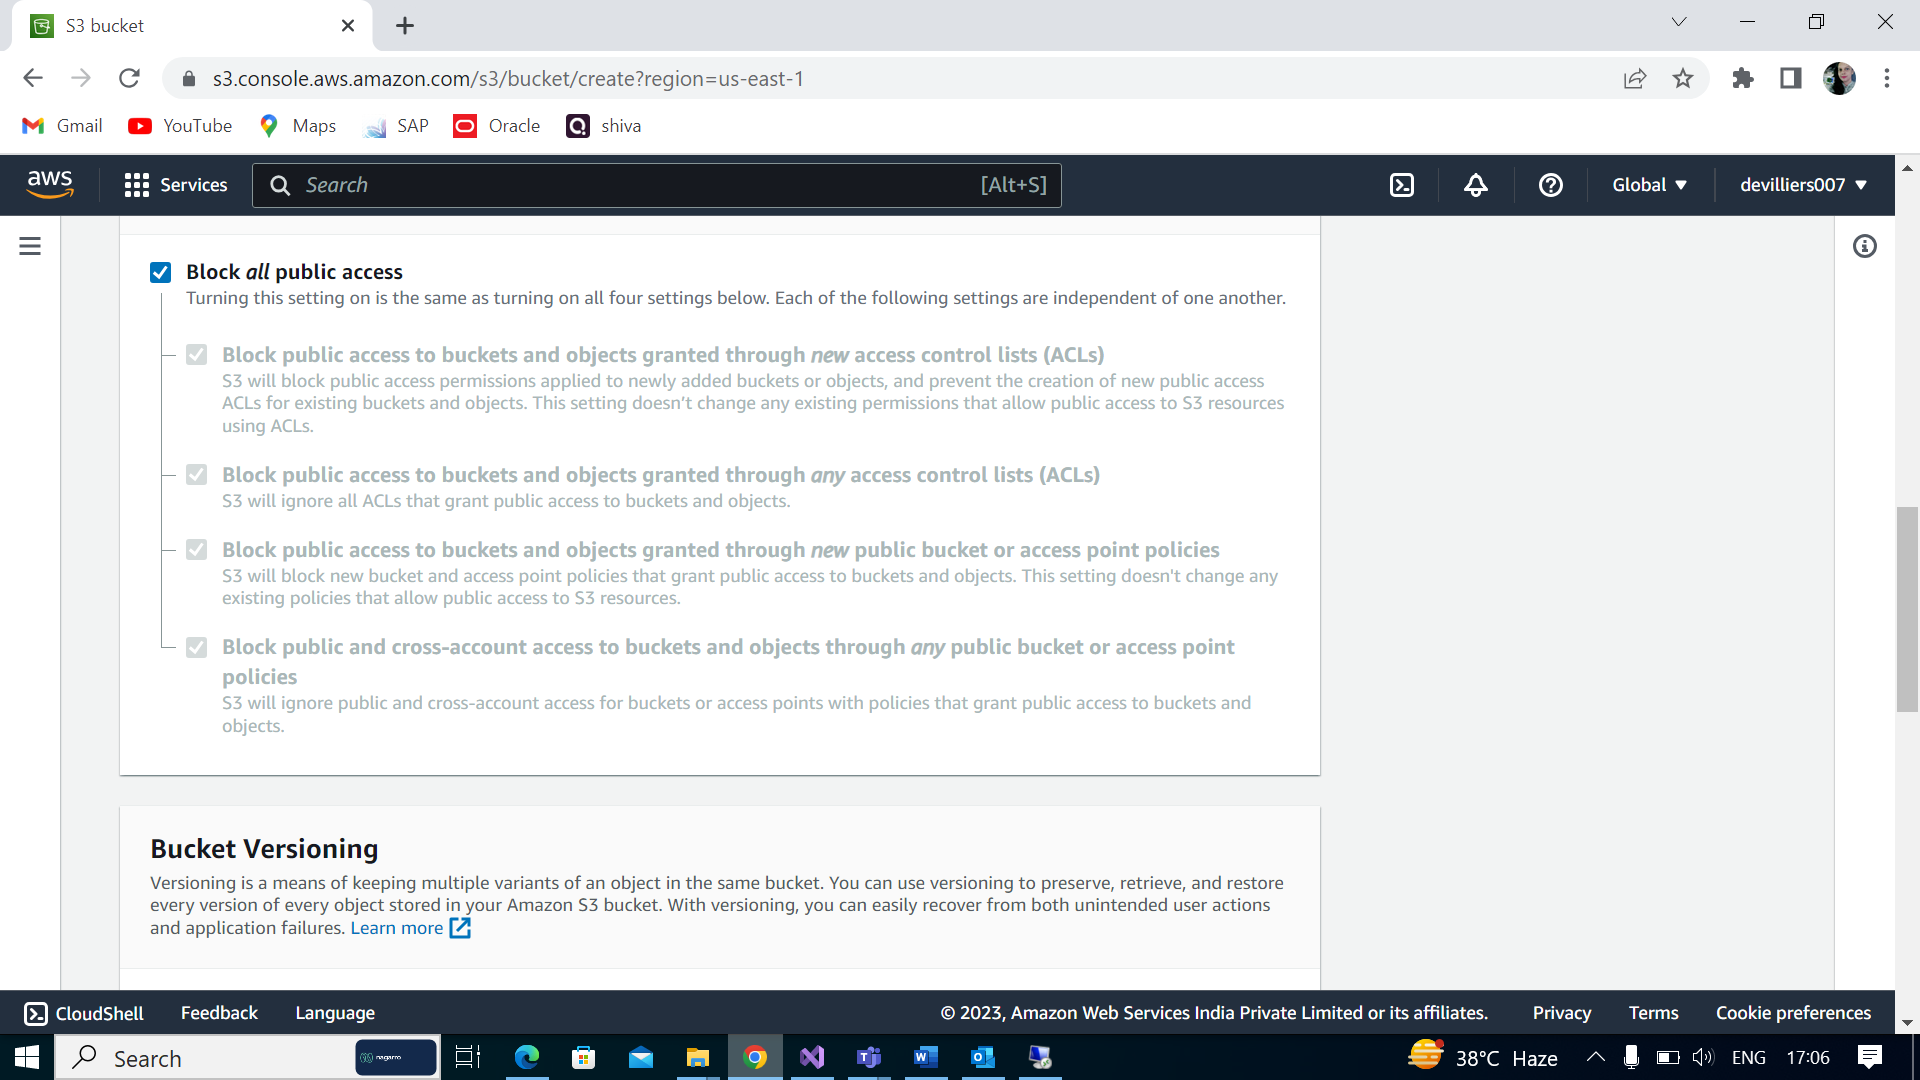 S3 bucket
s3.console.aws.amazon.com/s3/bucket/create?region=us-east-1
Gmail YouTube Maps SAP Oracle shiva
aws Services Search [Alt+S] Global devilliers007
Block all public access
Turning this setting on is the same as turning on all four settings below. Each of the following settings are independent of one another.
Block public access to buckets and objects granted through new access control lists (ACLs)
S3 will block public access permissions applied to newly added buckets or objects, and prevent the creation of new public access
ACLs for existing buckets and objects. This setting doesn't change any existing permissions that allow public access to S3 resources
using ACLs.
Block public access to buckets and objects granted through any access control lists (ACLs)
S3 will ignore all ACLs that grant public access to buckets and objects.
Block public access to buckets and objects granted through new public bucket or access point policies
S3 will block new bucket and access point policies that grant public access to buckets and objects. This setting doesn't change any
existing policies that allow public access to S3 resources.
Block public and cross-account access to buckets and objects through any public bucket or access point
policies
S3 will ignore public and cross-account access for buckets or access points with policies that grant public access to buckets and
objects.
Bucket Versioning
Versioning is a means of keeping multiple variants of an object in the same bucket. You can use versioning to preserve, retrieve, and restore
every version of every object stored in your Amazon S3 bucket. With versioning, you can easily recover from both unintended user actions
and application failures. Learn more
CloudShell Feedback Language © 2023, Amazon Web Services India Private Limited or its affiliates. Privacy Terms Cookie preferences
Search nagarro 38°C Haze ENG 17:06